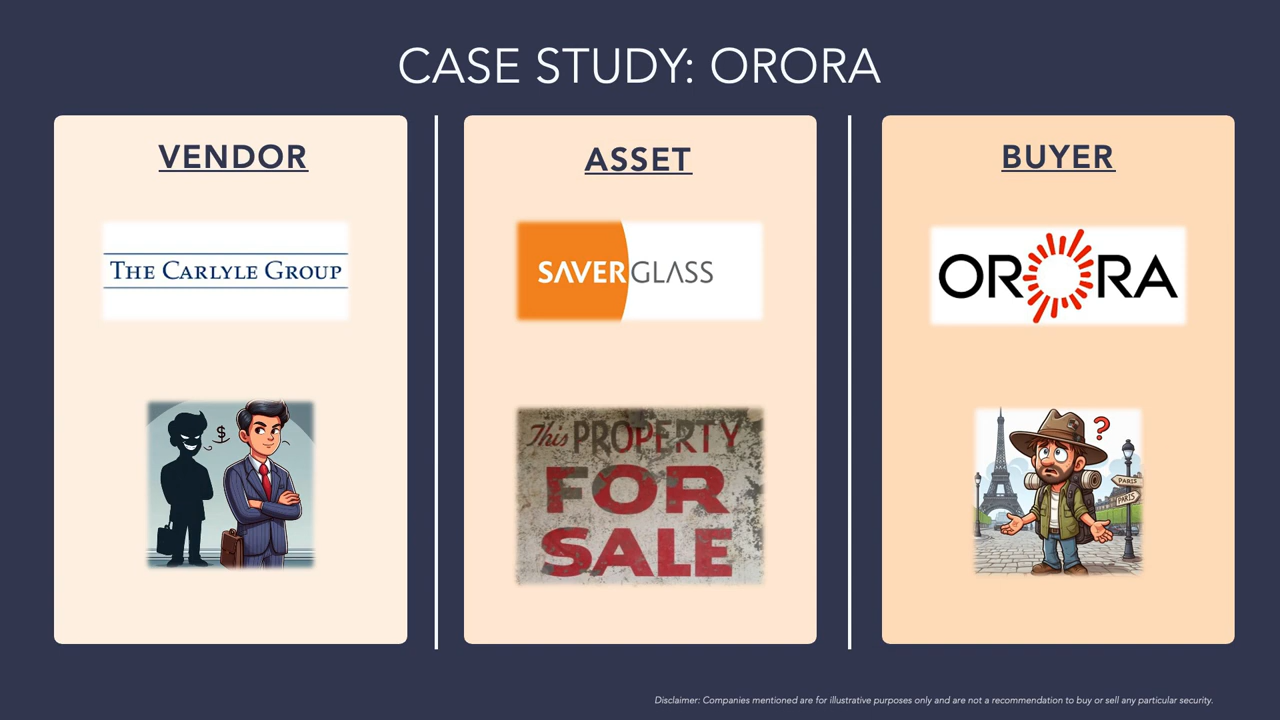 CASE STUDY: ORORA
VENDOR
THE CARLYLE GROUP
$
ASSET
SAVERGLASS
This PROPERTY
FOR
SALE
BUYER
ORORA
?
PARIS
PARIS
Disclaimer: Companies mentioned are for illustrative purposes only and are not a recommendation to buy or sell any particular security.